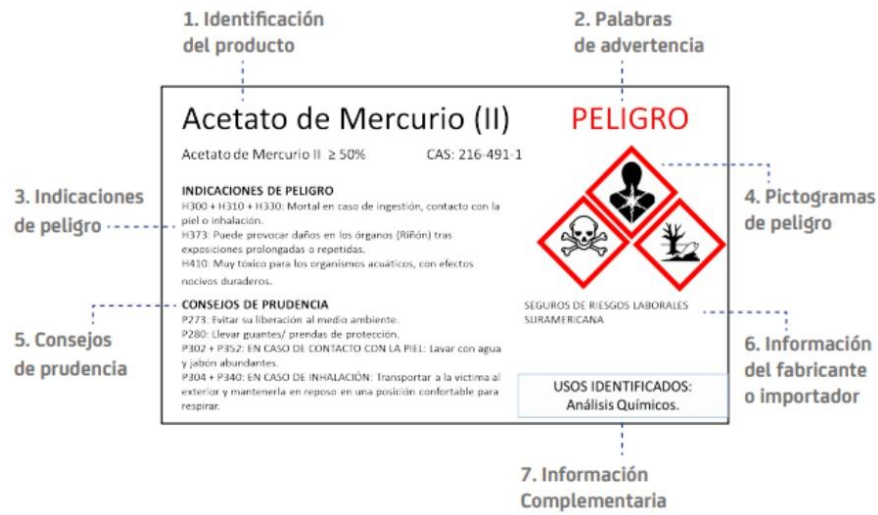 1. Identificación
del producto
2. Palabras
de advertencia
Acetato de Mercurio (II)
PELIGRO
Acetato de Mercurio II ≥ 50% CAS: 216-491-1
3. Indicaciones
de peligro
INDICACIONES DE PELIGRO
H300 + H310 + H330: Mortal en caso de ingestión, contacto con la
piel o inhalación.
H373: Puede provocar daños en los órganos (Riñón) tras
exposiciones prolongadas o repetidas.
H410: Muy tóxico para los organismos acuáticos, con efectos
nocivos duraderos.
4. Pictogramas
de peligro
5. Consejos
de prudencia
CONSEJOS DE PRUDENCIA
P273: Evitar su liberación al medio ambiente.
P280: Llevar guantes/ prendas de protección.
P302 + P352: EN CASO DE CONTACTO CON LA PIEL: Lavar con agua
y jabón abundantes.
P304 + P340: EN CASO DE INHALACIÓN: Transportar a la víctima al
exterior y mantenerla en reposo en una posición confortable para
respirar.
SEGUROS DE RIESGOS LABORALES
SURAMERICANA
6. Información
del fabricante
o importador
USOS IDENTIFICADOS:
Análisis Químicos.
7. Información
Complementaria